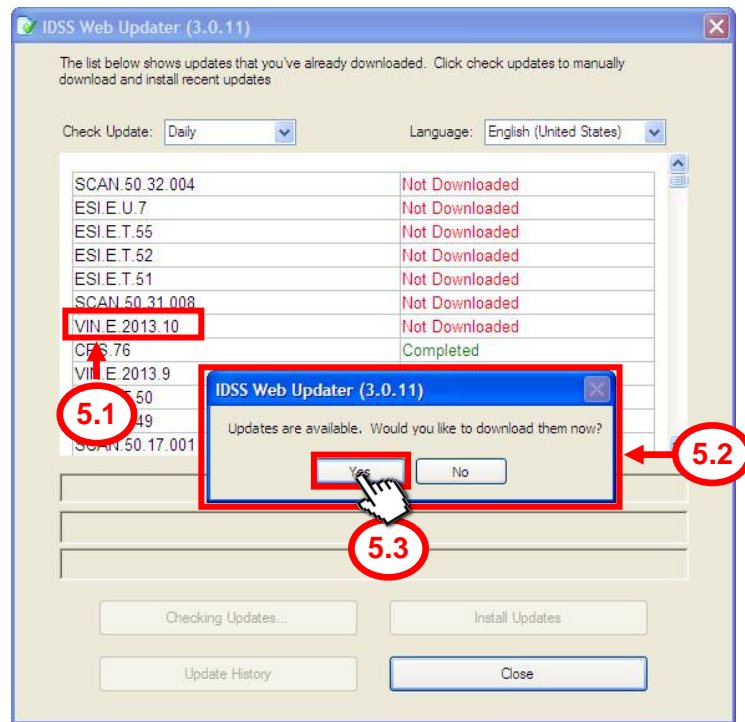 IDSS Web Updater (3.0.11)
The list below shows updates that you've already downloaded. Click check updates to manually
download and install recent updates
Check Update: Daily Language: English (United States)
SCAN.50.32.004 Not Downloaded
ESI.E.U.7 Not Downloaded
ESI.E.T.55 Not Downloaded
ESI.E.T.52 Not Downloaded
ESI.E.T.51 Not Downloaded
SCAN.50.31.008 Not Downloaded
VIN.E.2013.10 Not Downloaded
.76 Completed
.E.2013.9
IDSS Web Updater (3.0.11)
.50
5.1
49
Updates are available. Would you like to download them now?
SCAN.50.17.001
5.2
Yes No
5.3
Checking Updates... Install Updates
Update History Close